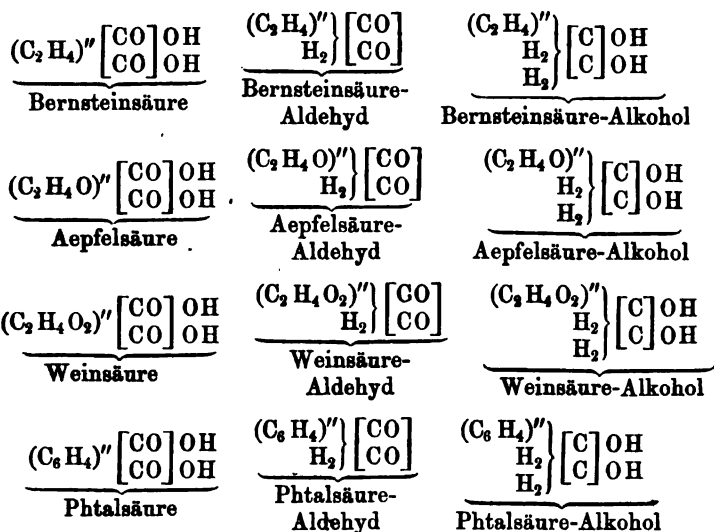 (C₂H₄)″ [CO CO] OH OH
Bernsteinsäure
(C₂H₄)″ H₂} [CO CO]
Bernsteinsäure-
Aldehyd
(C₂H₄)″ H₂ H₂} [C C] OH OH
Bernsteinsäure-Alkohol
(C₂H₄O)″ [CO CO] OH OH
Aepfelsäure
(C₂H₄O)″ H₂} [CO CO]
Aepfelsäure-
Aldehyd
(C₂H₄O)″ H₂ H₂} [C C] OH OH
Aepfelsäure-Alkohol
(C₂H₄O₂)″ [CO CO] OH OH
Weinsäure
(C₂H₄O₂)″ H₂} [CO CO]
Weinsäure-
Aldehyd
(C₂H₄O₂)″ H₂ H₂} [C C] OH OH
Weinsäure-Alkohol
(C₆H₄)″ [CO CO] OH OH
Phtalsäure
(C₆H₄)″ H₂} [CO CO]
Phtalsäure-
Aldehyd
(C₆H₄)″ H₂ H₂} [C C] OH OH
Phtalsäure-Alkohol